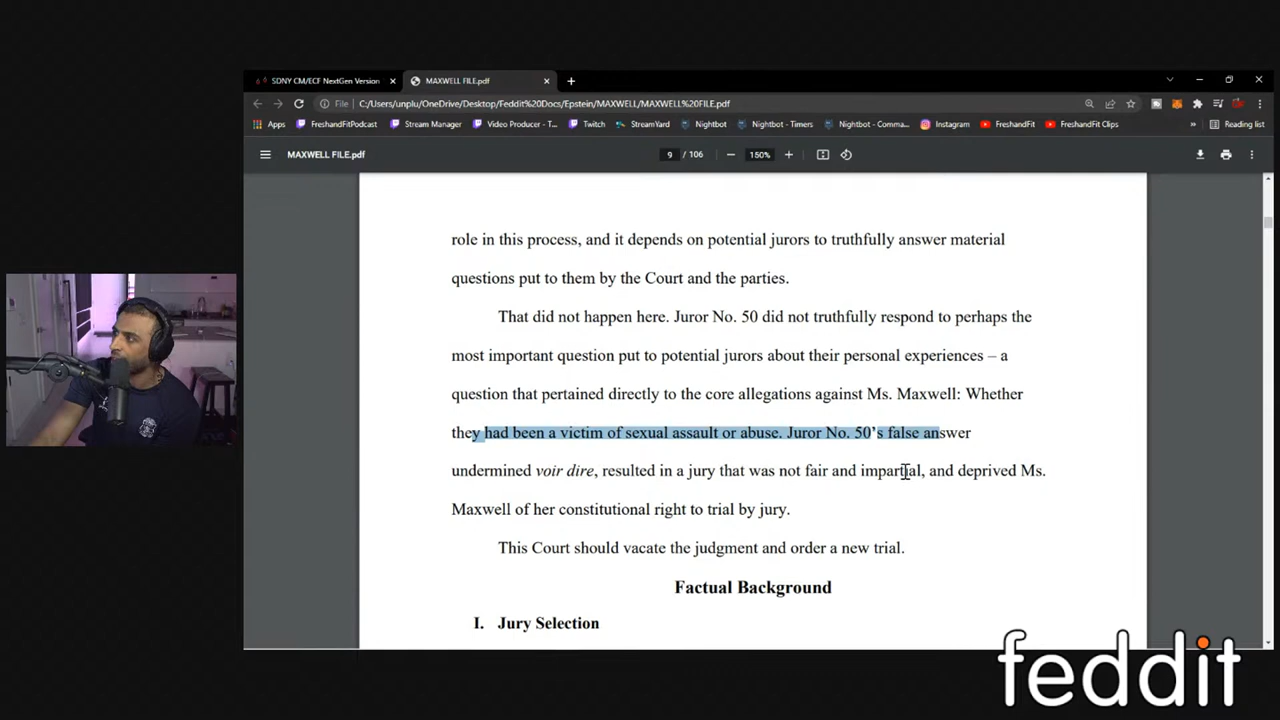 SDNY CM/ECF NextGen Version
MAXWELL FILE.pdf
File C:/Users/unplu/OneDrive/Desktop/Feddit%20Docs/Epstein/MAXWELL/MAXWELL%20FILE.pdf
Apps FreshandFitPodcast Stream Manager Video Producer - T... Twitch StreamYard Nightbot Nightbot - Timers Nightbot - Comma... Instagram FreshandFit FreshandFit Clips » Reading list
MAXWELL FILE.pdf 9 / 106 — 150% +
role in this process, and it depends on potential jurors to truthfully answer material
questions put to them by the Court and the parties.
That did not happen here. Juror No. 50 did not truthfully respond to perhaps the
most important question put to potential jurors about their personal experiences – a
question that pertained directly to the core allegations against Ms. Maxwell: Whether
they had been a victim of sexual assault or abuse. Juror No. 50’s false answer
undermined voir dire, resulted in a jury that was not fair and impartial, and deprived Ms.
Maxwell of her constitutional right to trial by jury.
This Court should vacate the judgment and order a new trial.
Factual Background
I. Jury Selection
feddit